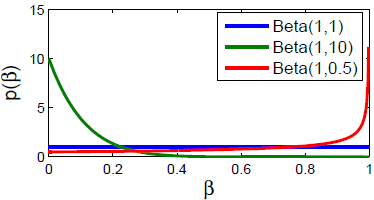 15
10
5
0
p(β)
Beta(1,1)
Beta(1,10)
Beta(1,0.5)
0 0.2 0.4 0.6 0.8 1
β